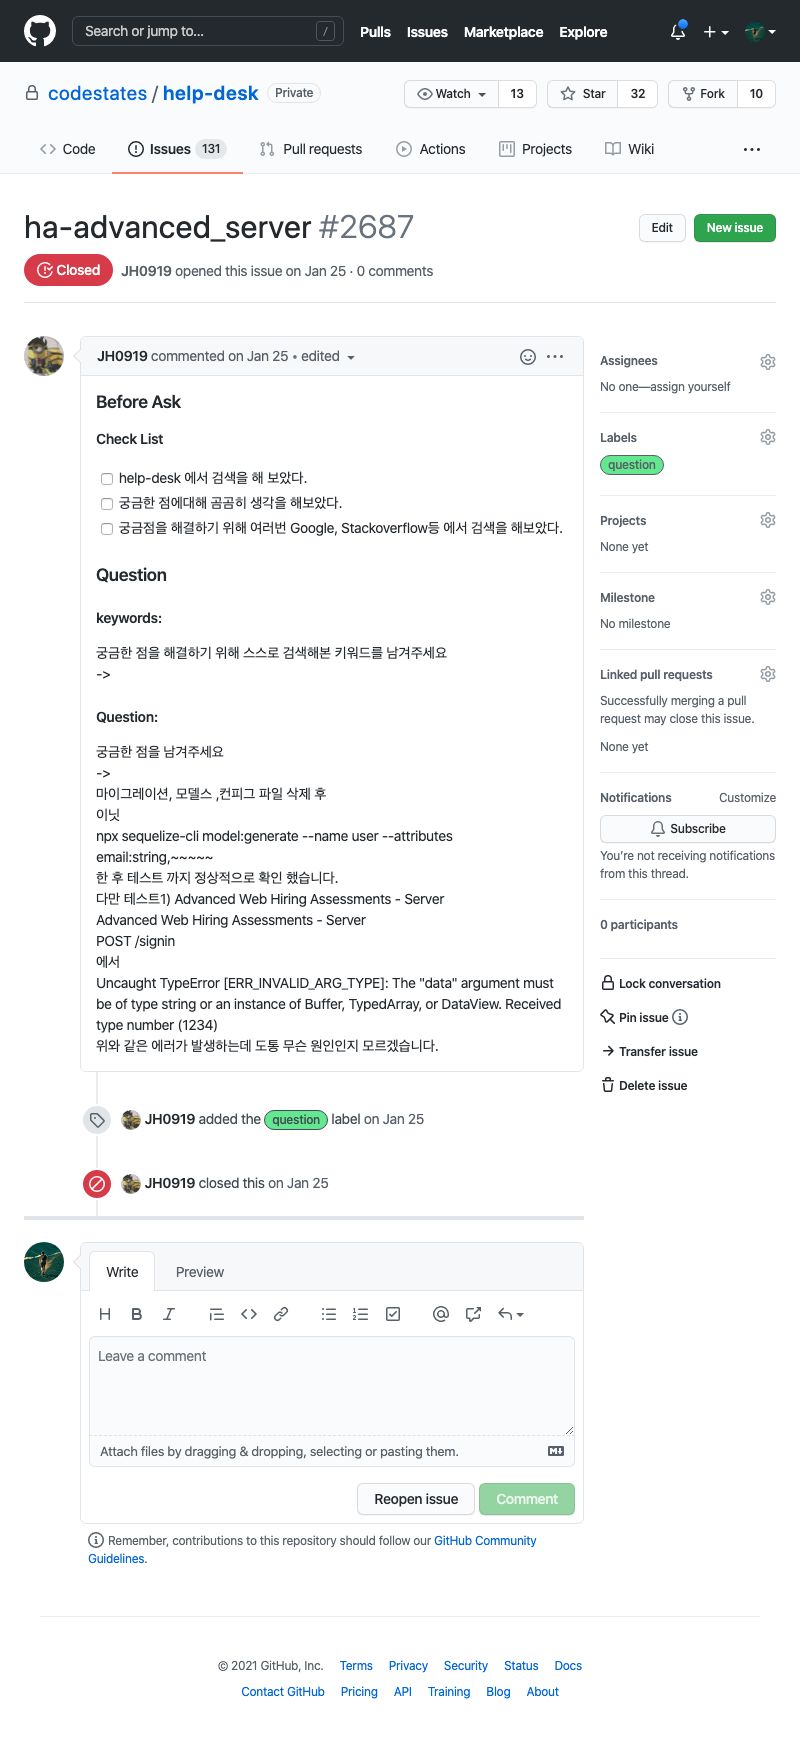 Search or jump to... /
Pulls Issues Marketplace Explore
codestates / help-desk Private
Watch 13 Star 32 Fork 10
Code Issues 131 Pull requests Actions Projects Wiki ...
ha-advanced_server #2687
Edit New issue
Closed JH0919 opened this issue on Jan 25 · 0 comments
JH0919 commented on Jan 25 • edited
Before Ask
Check List
help-desk 에서 검색을 해 보았다.
궁금한 점에대해 곰곰히 생각을 해보았다.
궁금점을 해결하기 위해 여러번 Google, Stackoverflow등 에서 검색을 해보았다.
Question
keywords:
궁금한 점을 해결하기 위해 스스로 검색해본 키워드를 남겨주세요
->
Question:
궁금한 점을 남겨주세요
->
마이그레이션, 모델스 ,컨피그 파일 삭제 후
이닛
npx sequelize-cli model:generate --name user --attributes
email:string,~~~~~
한 후 테스트 까지 정상적으로 확인 했습니다.
다만 테스트1) Advanced Web Hiring Assessments - Server
Advanced Web Hiring Assessments - Server
POST /signin
에서
Uncaught TypeError [ERR_INVALID_ARG_TYPE]: The "data" argument must
be of type string or an instance of Buffer, TypedArray, or DataView. Received
type number (1234)
위와 같은 에러가 발생하는데 도통 무슨 원인인지 모르겠습니다.
JH0919 added the question label on Jan 25
JH0919 closed this on Jan 25
Assignees
No one—assign yourself
Labels
question
Projects
None yet
Milestone
No milestone
Linked pull requests
Successfully merging a pull
request may close this issue.
None yet
Notifications Customize
Subscribe
You're not receiving notifications
from this thread.
0 participants
Lock conversation
Pin issue
Transfer issue
Delete issue
Write Preview
H B I
Leave a comment
Attach files by dragging & dropping, selecting or pasting them.
Reopen issue Comment
Remember, contributions to this repository should follow our GitHub Community
Guidelines.
© 2021 GitHub, Inc. Terms Privacy Security Status Docs
Contact GitHub Pricing API Training Blog About